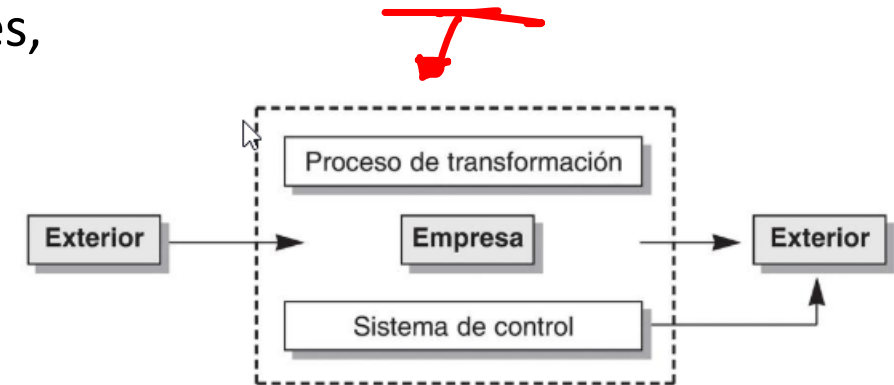 es,
Proceso de transformación
Exterior
Empresa
Exterior
Sistema de control